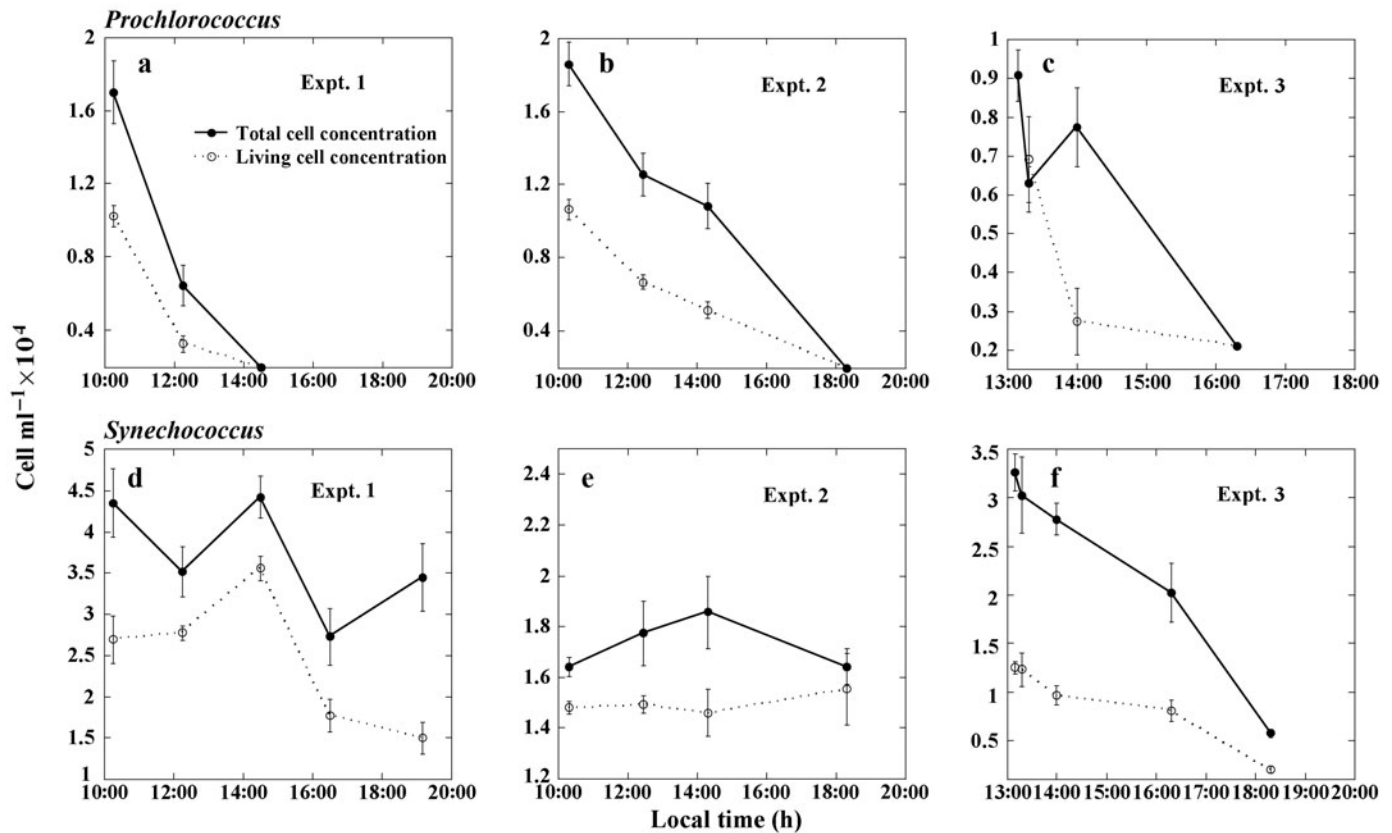 Prochlorococcus
a
Expt. 1
Total cell concentration
Living cell concentration
2
1.6
1.2
0.8
0.4
10:00 12:00 14:00 16:00 18:00 20:00
b
Expt. 2
2
1.6
1.2
0.8
0.4
10:00 12:00 14:00 16:00 18:00 20:00
c
Expt. 3
1
0.9
0.8
0.7
0.6
0.5
0.4
0.3
0.2
13:00 14:00 15:00 16:00 17:00 18:00
Cell ml⁻¹×10⁴
Synechococcus
d
Expt. 1
5
4.5
4
3.5
3
2.5
2
1.5
1
10:00 12:00 14:00 16:00 18:00 20:00
e
Expt. 2
2.4
2.2
2
1.8
1.6
1.4
1.2
10:00 12:00 14:00 16:00 18:00 20:00
f
Expt. 3
3.5
3
2.5
2
1.5
1
0.5
13:00 14:00 15:00 16:00 17:00 18:00 19:00 20:00
Local time (h)